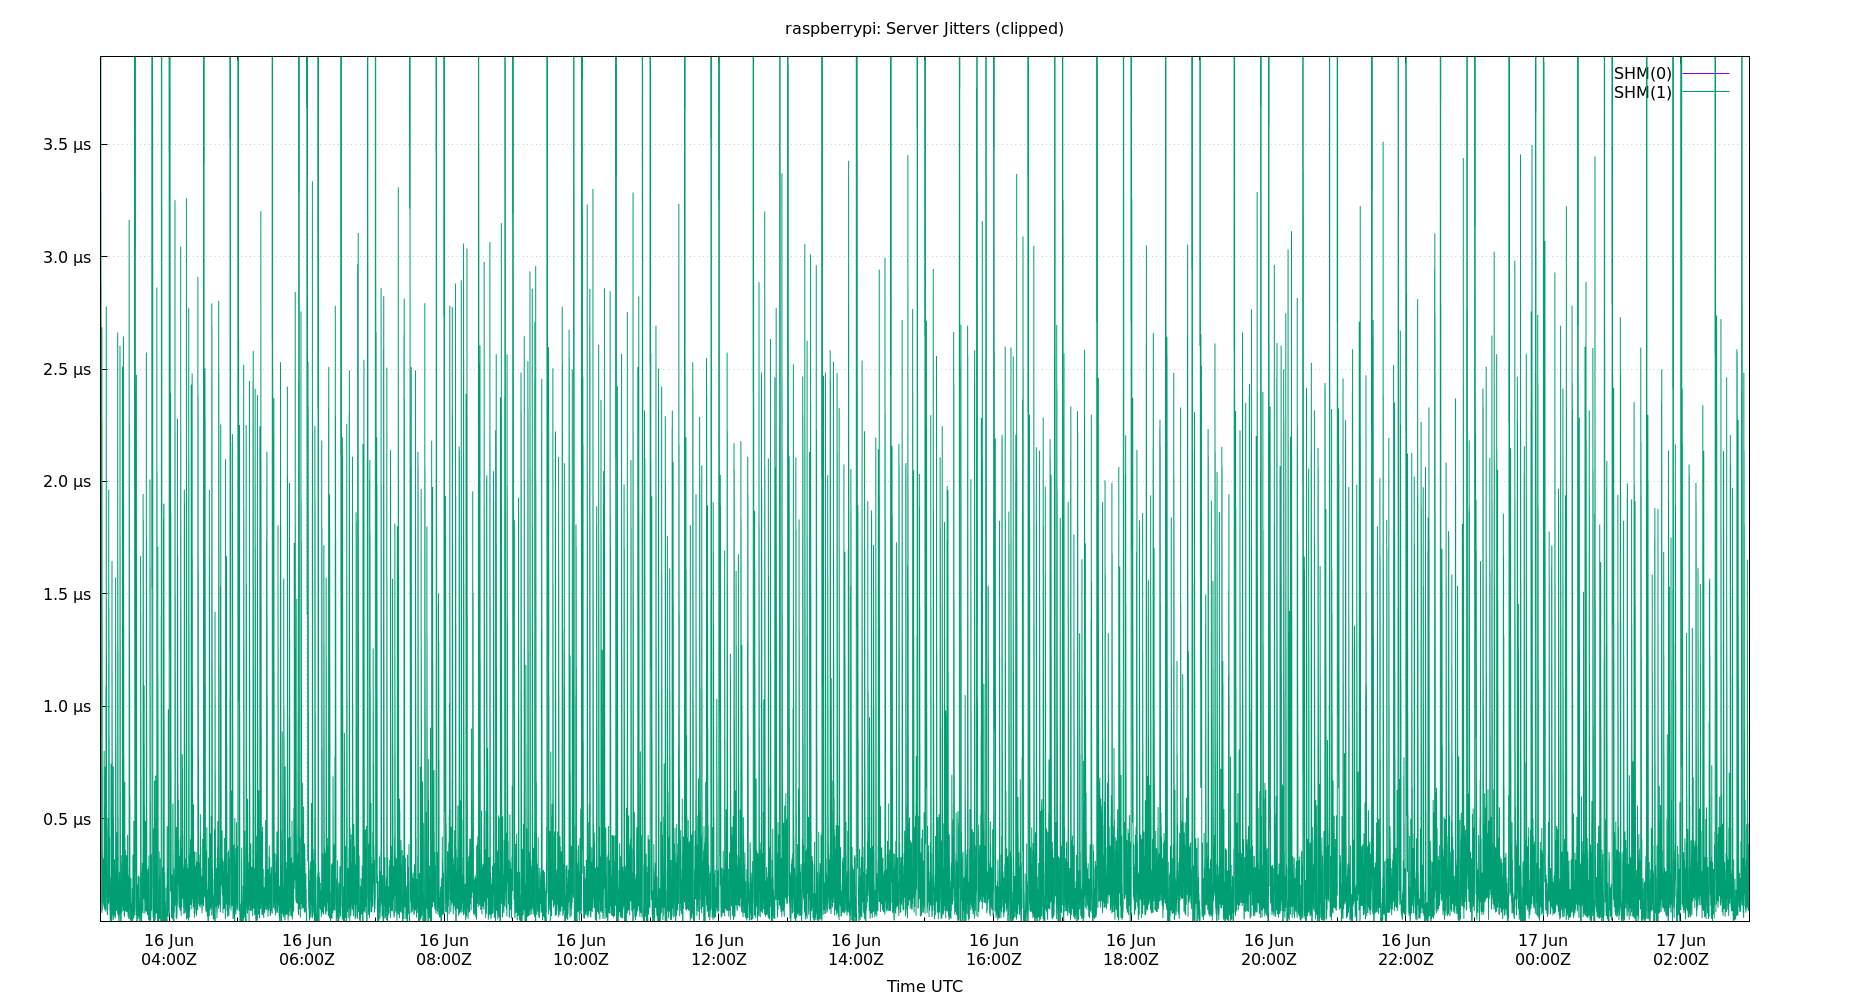 raspberrypi: Server Jitters (clipped)
SHM(0)
SHM(1)
3.5 μs
3.0 μs
2.5 μs
2.0 μs
1.5 μs
1.0 μs
0.5 μs
16 Jun 16 Jun 16 Jun 16 Jun 16 Jun 16 Jun 16 Jun 16 Jun 16 Jun 16 Jun 17 Jun 17 Jun
04:00Z 06:00Z 08:00Z 10:00Z 12:00Z 14:00Z 16:00Z 18:00Z 20:00Z 22:00Z 00:00Z 02:00Z
Time UTC